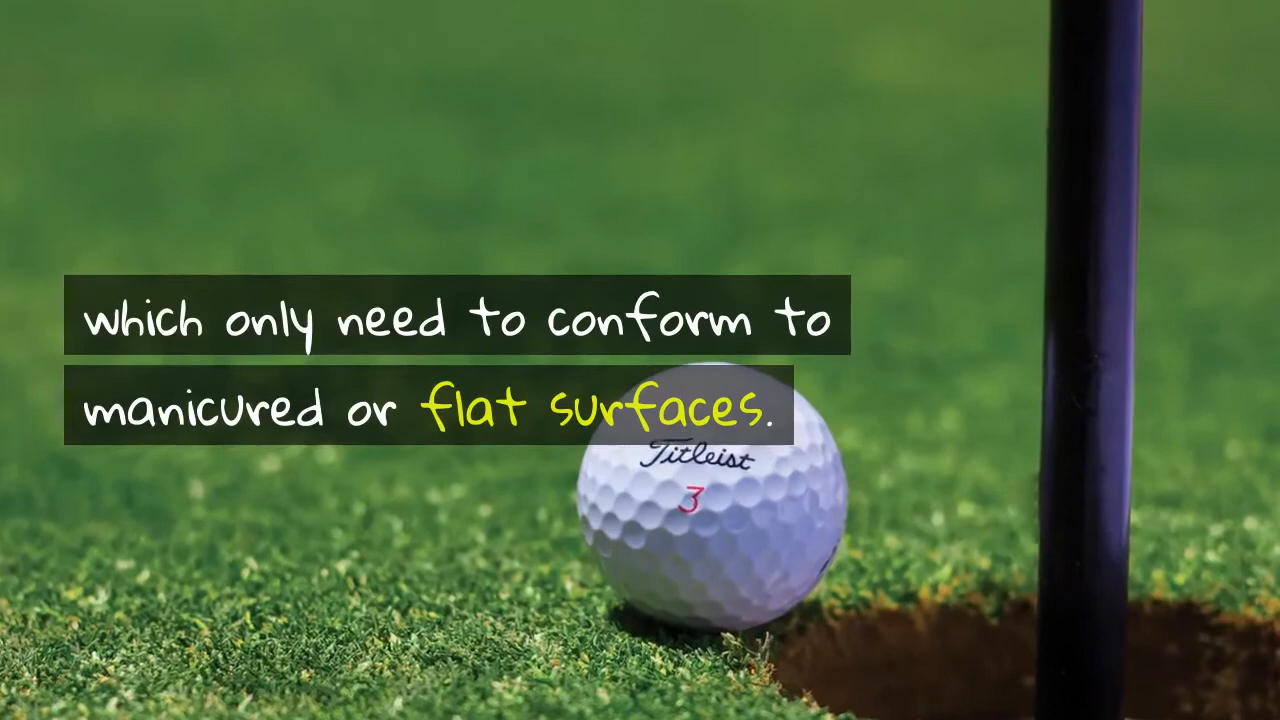 which only need to conform to
manicured or flat surfaces.
Titleist
3